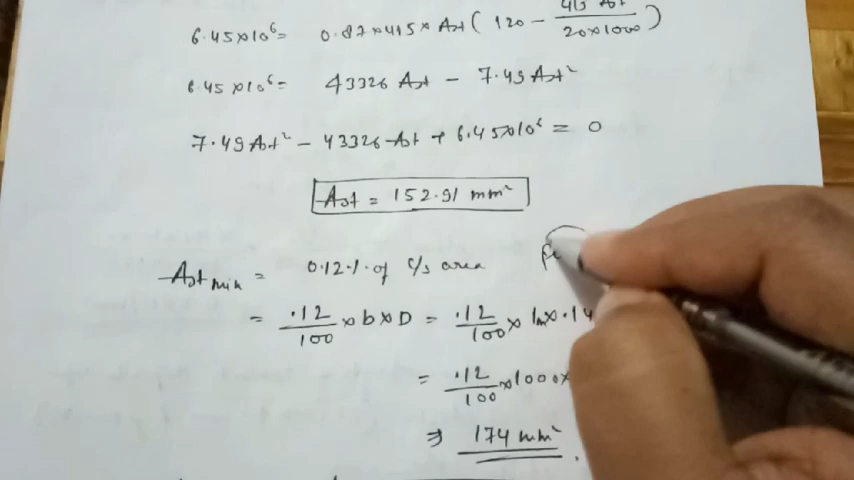 6.45×10⁶= 0.87×415× Ast ( 120 - 415 Ast / 20×1000 )
6.45×10⁶= 43326 Ast - 7.49 Ast²
7.49 Ast² - 43326 Ast + 6.45×10⁶ = 0
Ast = 152.91 mm²
Ast min = 0.12 % of c/s area
= .12/100 × b × D = .12/100 × 1m × .14
= .12/100 × 1000 ×
⇒ 174 mm².